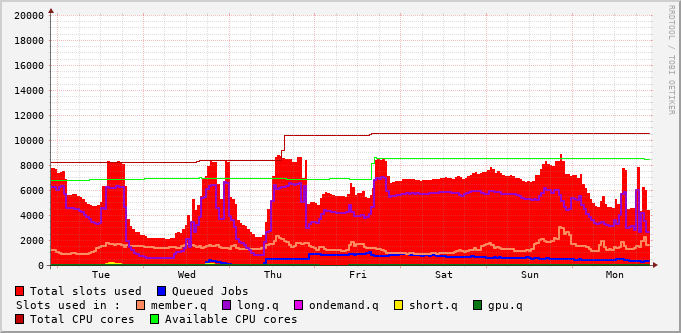 20000
18000
16000
14000
12000
10000
8000
6000
4000
2000
0
Tue Wed Thu Fri Sat Sun Mon
RRDTOOL / TOBI OETIKER
Total slots used Queued Jobs
Slots used in : member.q long.q ondemand.q short.q gpu.q
Total CPU cores Available CPU cores